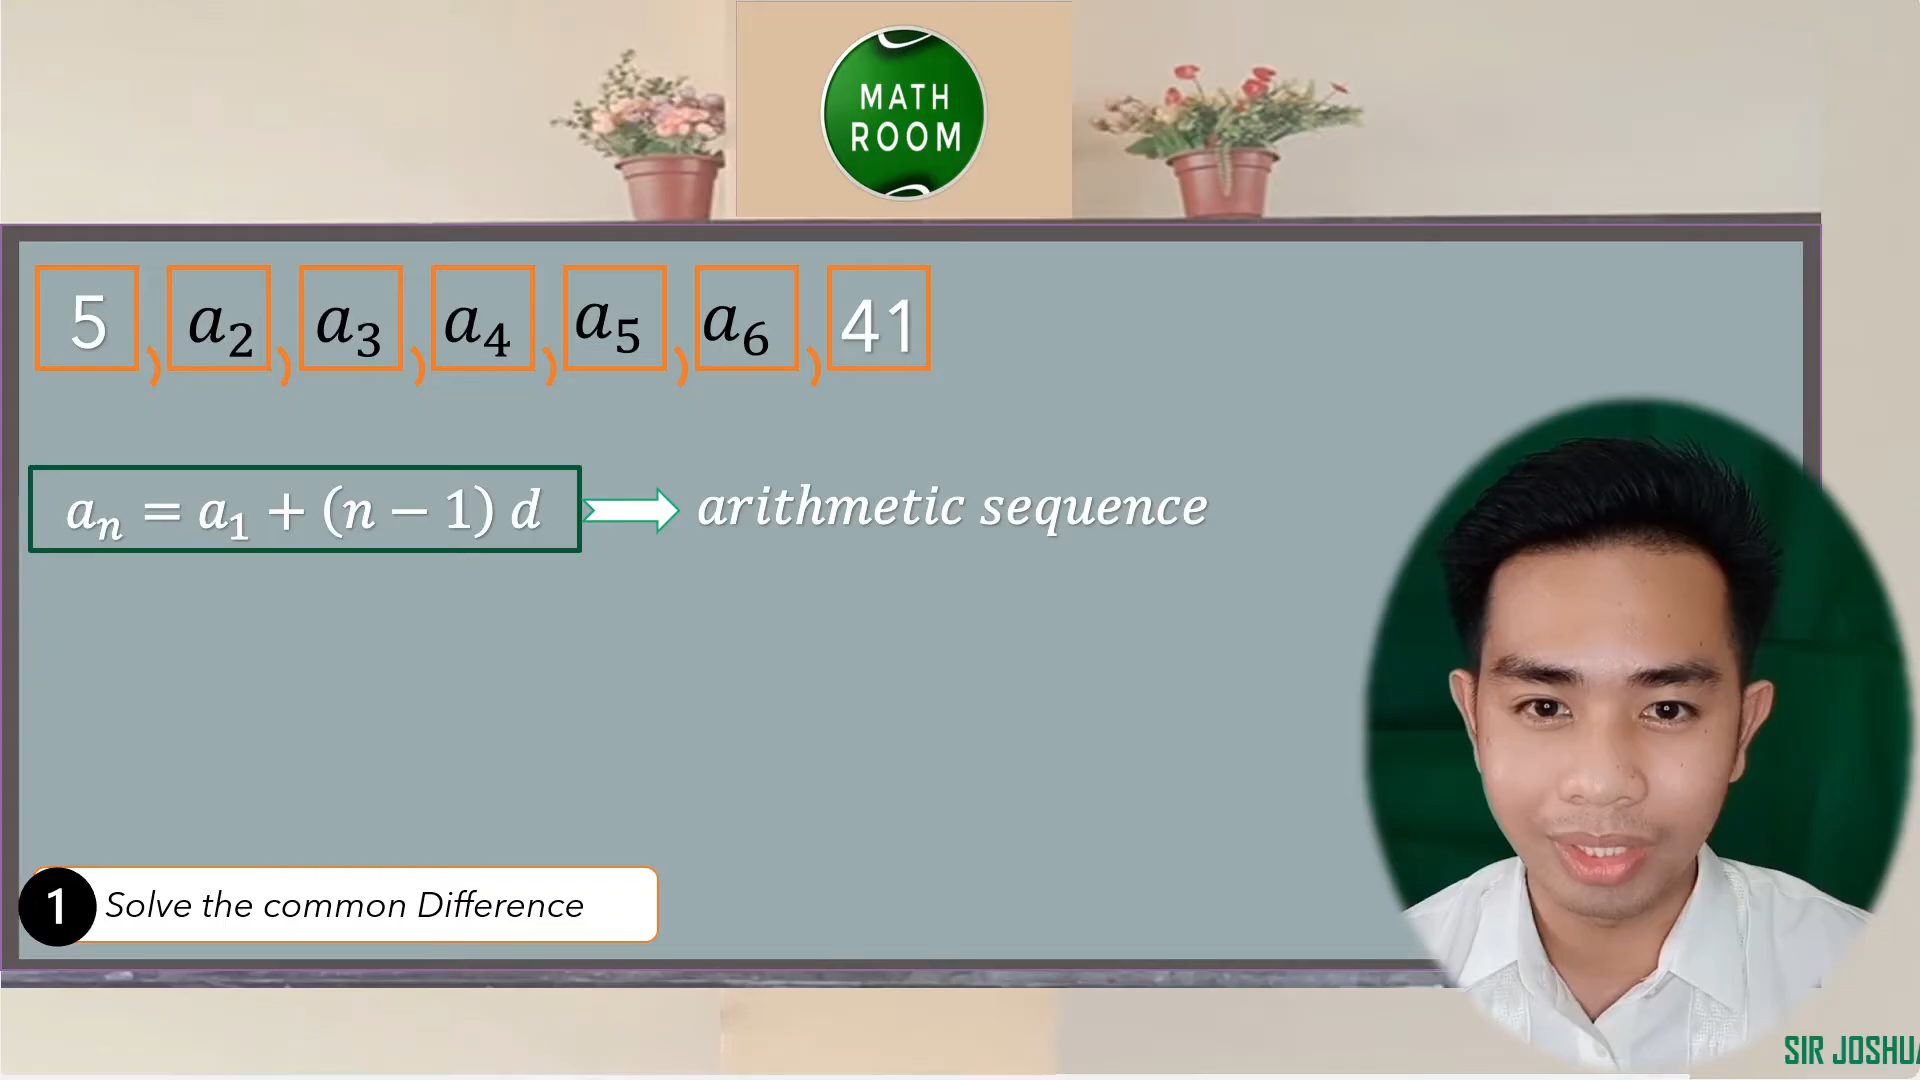 MATH
ROOM
5 , a₂ , a₃ , a₄ , a₅ , a₆ , 41
aₙ = a₁ + (n − 1) d arithmetic sequence
1 Solve the common Difference
SIR JOSHUA